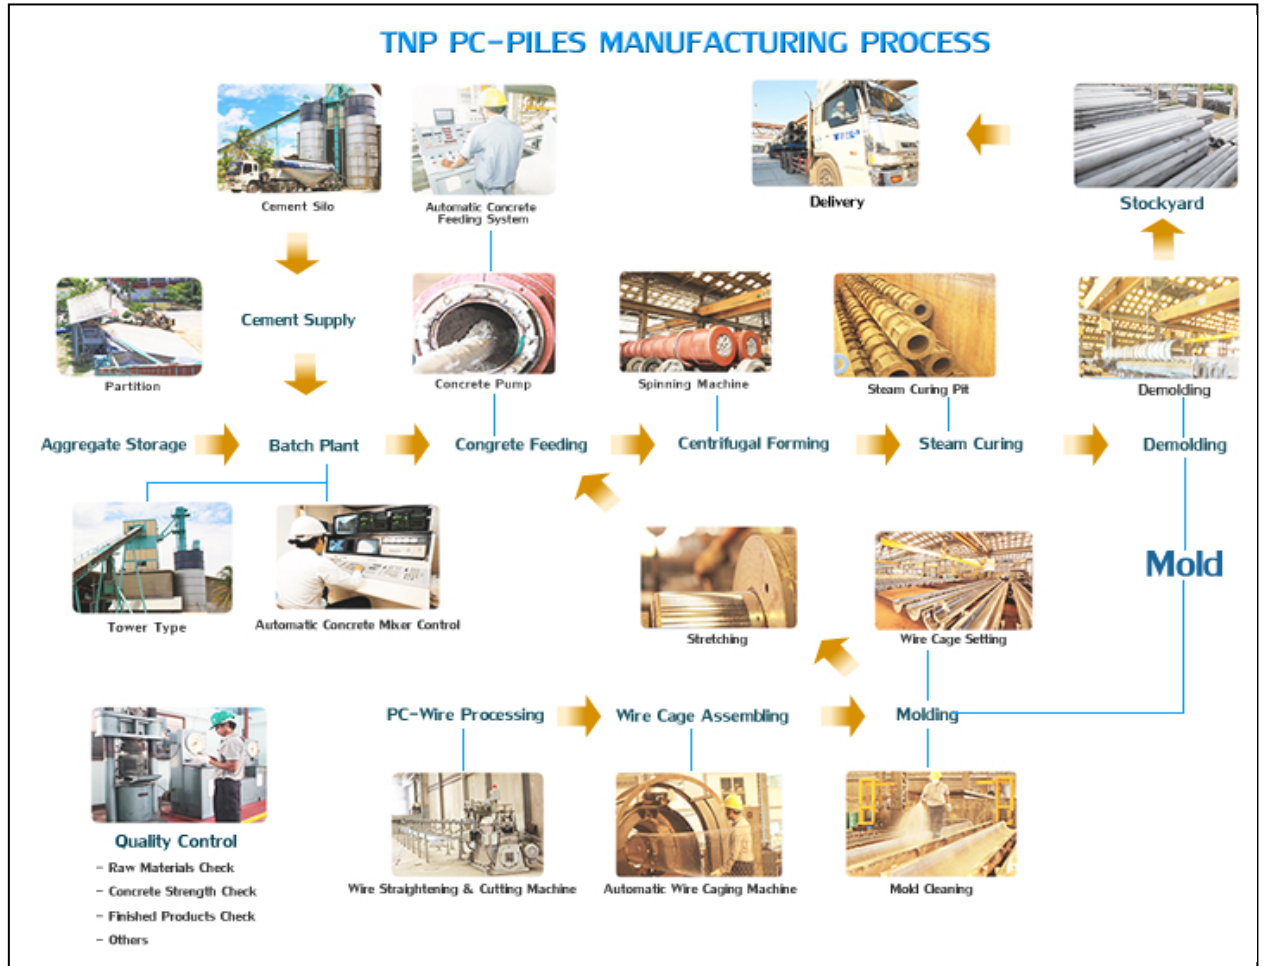 TNP PC-PILES MANUFACTURING PROCESS
Cement Silo
Automatic Concrete
Feeding System
Delivery
Stockyard
Partition
Cement Supply
Concrete Pump
Spinning Machine
Steam Curing Pit
Demolding
Aggregate Storage
Batch Plant
Congrete Feeding
Centrifugal Forming
Steam Curing
Demolding
Tower Type
Automatic Concrete Mixer Control
Stretching
Wire Cage Setting
Mold
PC-Wire Processing
Wire Cage Assembling
Molding
Wire Straightening & Cutting Machine
Automatic Wire Caging Machine
Mold Cleaning
Quality Control
- Raw Materials Check
- Concrete Strength Check
- Finished Products Check
- Others